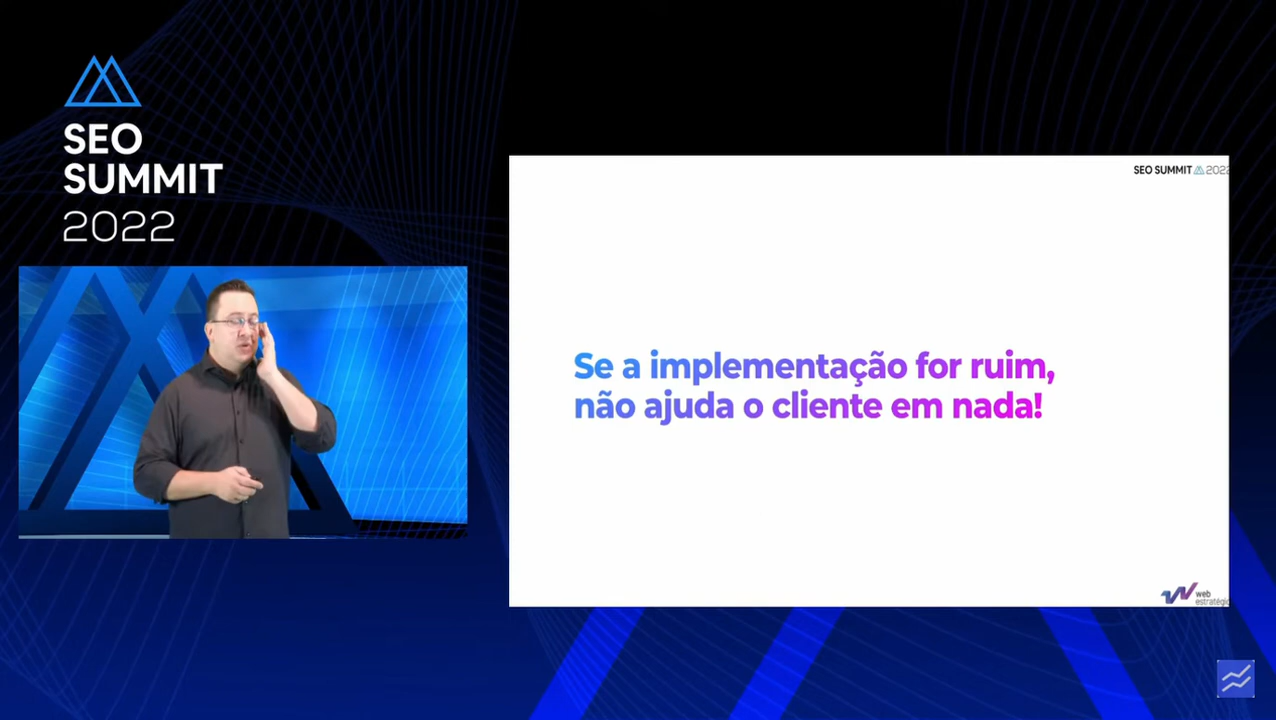 SEO
SUMMIT
2022
SEO SUMMIT 2022
Se a implementação for ruim,
não ajuda o cliente em nada!
web